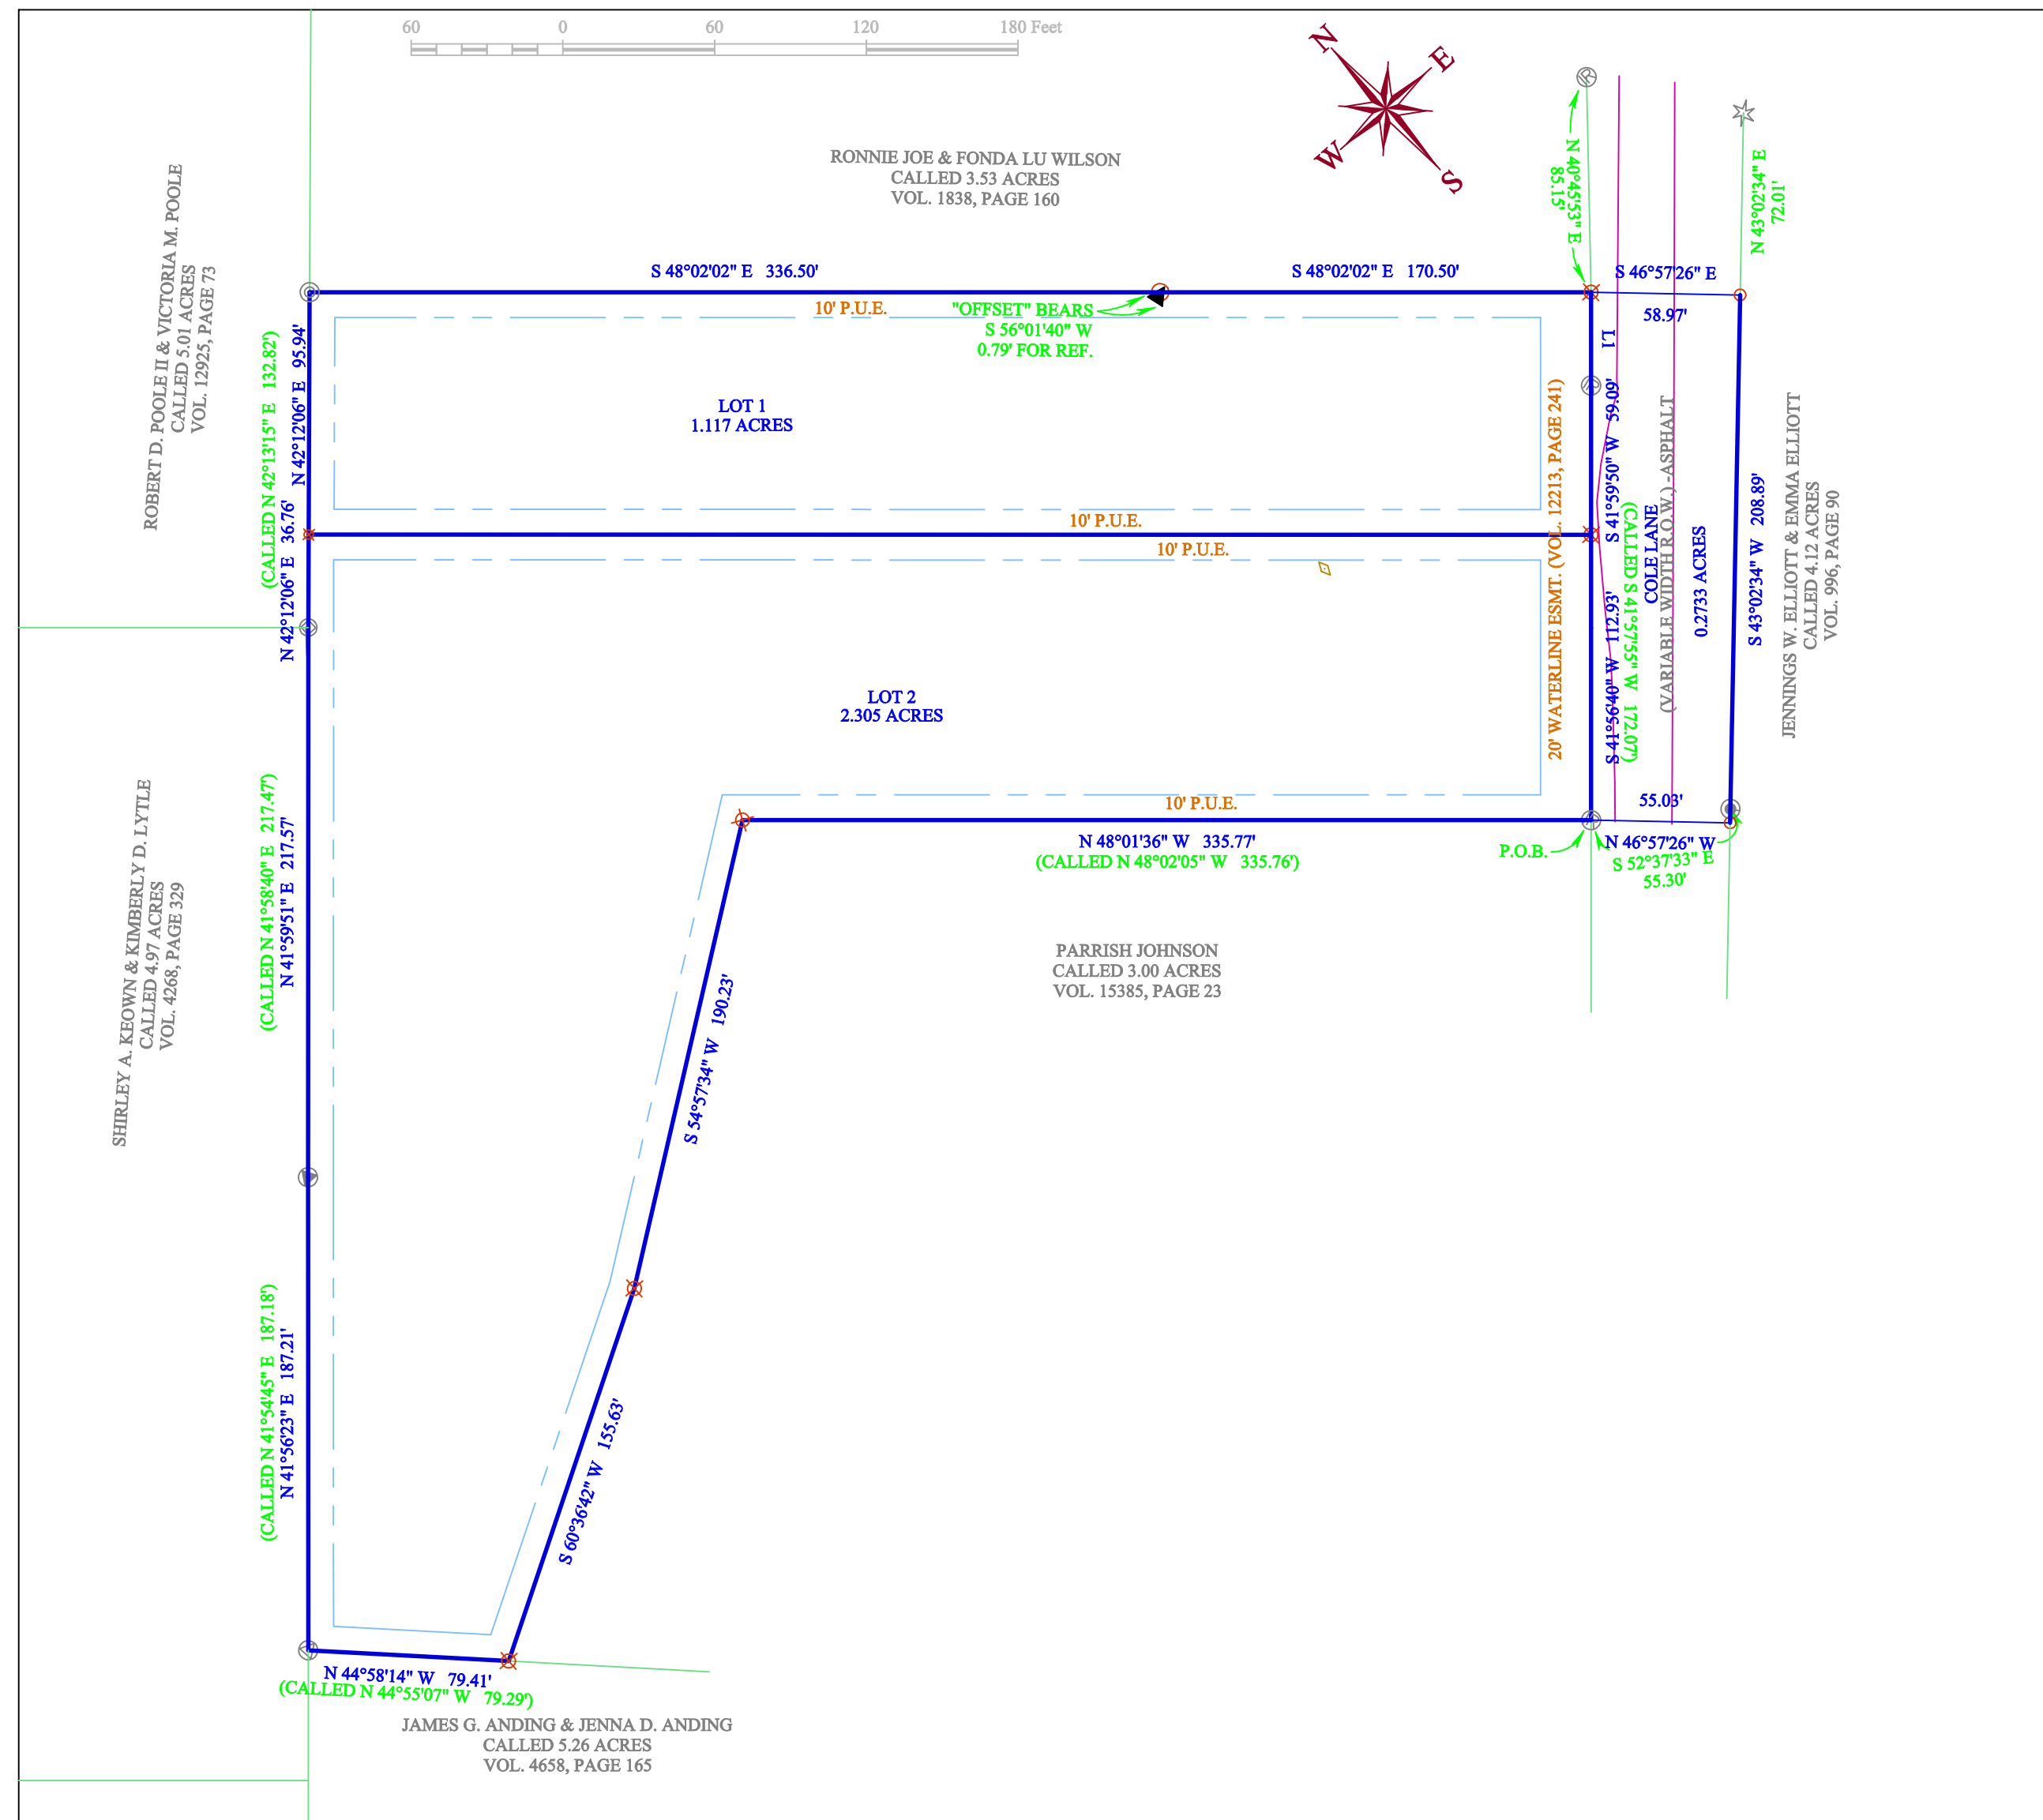 60 0 60 120 180 Feet
N
E
W
S
RONNIE JOE & FONDA LU WILSON
CALLED 3.53 ACRES
VOL. 1838, PAGE 160
N 40°45'53" E
85.15'
N 43°02'34" E
72.01'
ROBERT D. POOLE II & VICTORIA M. POOLE
CALLED 5.01 ACRES
VOL. 12925, PAGE 73
S 48°02'02" E 336.50'
S 48°02'02" E 170.50'
S 46°57'26" E
58.97'
10' P.U.E.
"OFFSET" BEARS
S 56°01'40" W
0.79' FOR REF.
L1
(CALLED N 42°13'15" E 132.82')
N 42°12'06" E 95.94'
LOT 1
1.117 ACRES
20' WATERLINE ESMT. (VOL. 12213, PAGE 241)
S 41°59'50" W 59.09'
(CALLED S 41°57'55" W 172.07')
COLE LANE
(VARIABLE WIDTH R.O.W.) -ASPHALT
0.2733 ACRES
S 43°02'34" W 208.89'
JENNINGS W. ELLIOTT & EMMA ELLIOTT
CALLED 4.12 ACRES
VOL. 996, PAGE 90
N 42°12'06" E 36.76'
10' P.U.E.
10' P.U.E.
S 41°56'40" W 112.93'
LOT 2
2.305 ACRES
SHIRLEY A. KEOWN & KIMBERLY D. LYTLE
CALLED 4.97 ACRES
VOL. 4268, PAGE 329
(CALLED N 41°58'40" E 217.47')
N 41°59'51" E 217.57'
10' P.U.E.
55.03'
N 48°01'36" W 335.77'
(CALLED N 48°02'05" W 335.76')
P.O.B.
N 46°57'26" W
S 52°37'33" E
55.30'
PARRISH JOHNSON
CALLED 3.00 ACRES
VOL. 15385, PAGE 23
S 54°57'34" W 190.23'
(CALLED N 41°54'45" E 187.18')
N 41°56'23" E 187.21'
S 60°36'42" W 155.63'
N 44°58'14" W 79.41'
(CALLED N 44°55'07" W 79.29')
JAMES G. ANDING & JENNA D. ANDING
CALLED 5.26 ACRES
VOL. 4658, PAGE 165